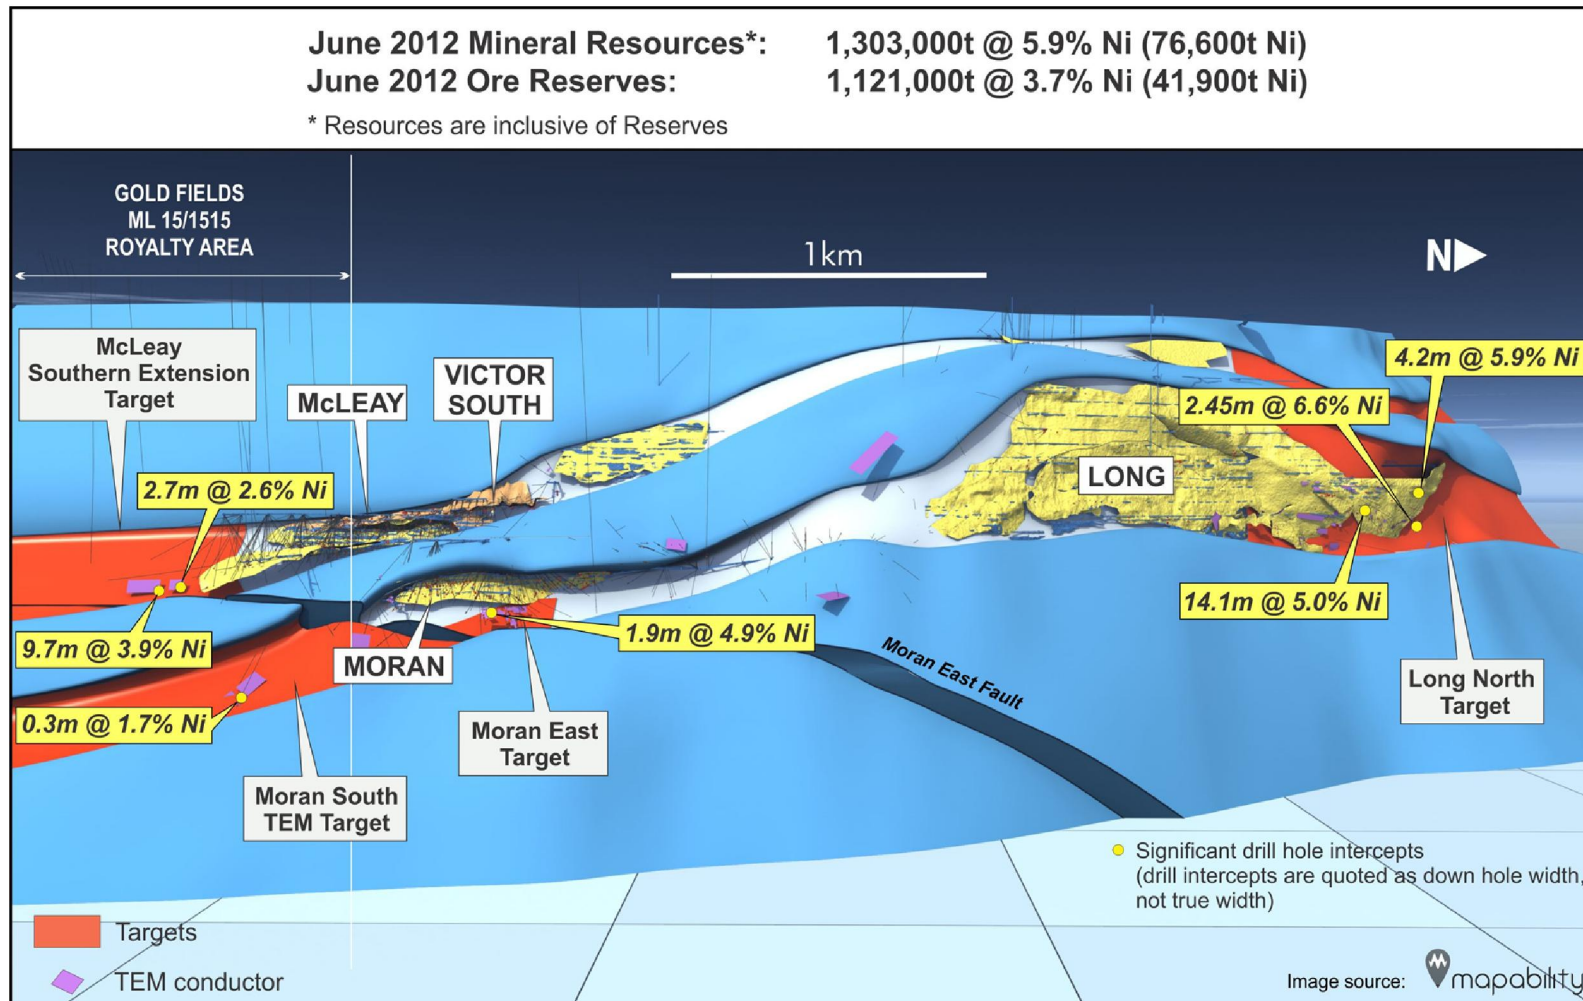 June 2012 Mineral Resources*: 1,303,000t @ 5.9% Ni (76,600t Ni)
June 2012 Ore Reserves: 1,121,000t @ 3.7% Ni (41,900t Ni)
* Resources are inclusive of Reserves
GOLD FIELDS
ML 15/1515
ROYALTY AREA
1km
N
McLeay
Southern Extension
Target
McLEAY
VICTOR
SOUTH
4.2m @ 5.9% Ni
2.45m @ 6.6% Ni
2.7m @ 2.6% Ni
LONG
14.1m @ 5.0% Ni
9.7m @ 3.9% Ni
1.9m @ 4.9% Ni
MORAN
Moran East Fault
Long North
Target
0.3m @ 1.7% Ni
Moran East
Target
Moran South
TEM Target
Significant drill hole intercepts
(drill intercepts are quoted as down hole width,
not true width)
Targets
TEM conductor
Image source: mapability